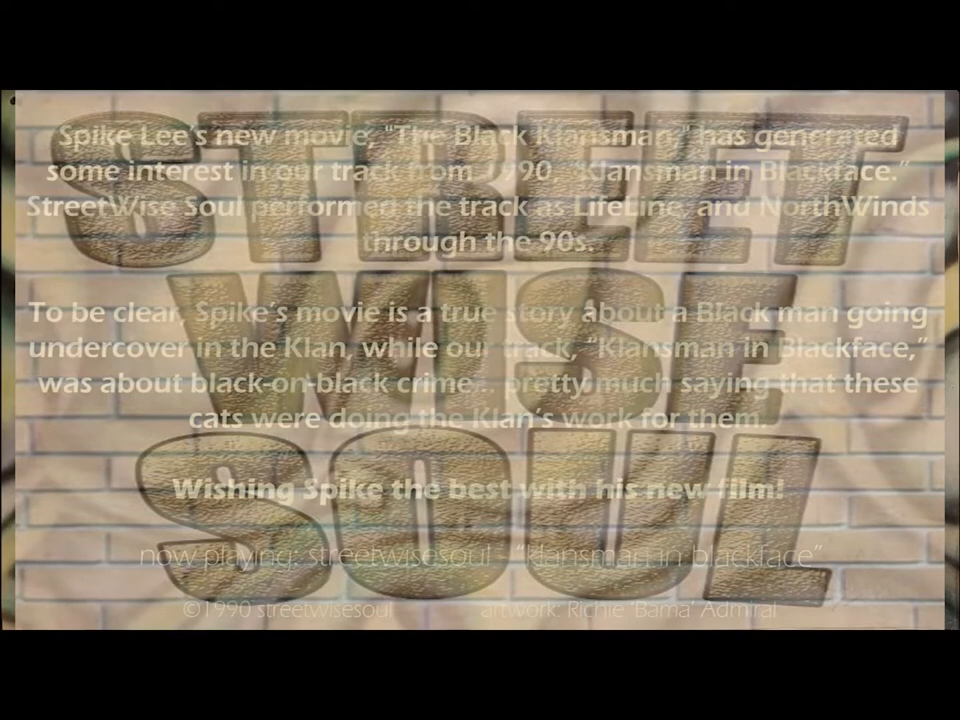 STREET
WISE
SOUL
Spike Lee's new movie, "The Black Klansman," has generated
some interest in our track from 1990, "Klansman in Blackface."
StreetWise Soul performed the track as LifeLine, and NorthWinds
through the 90s.
To be clear, Spike's movie is a true story about a Black man going
undercover in the Klan, while our track, "Klansman in Blackface,"
was about black-on-black crime... pretty much saying that these
cats were doing the Klan's work for them.
Wishing Spike the best with his new film!
now playing: streetwisesoul - "klansman in blackface"
©1990 streetwisesoul artwork: Richie 'Bama' Admiral